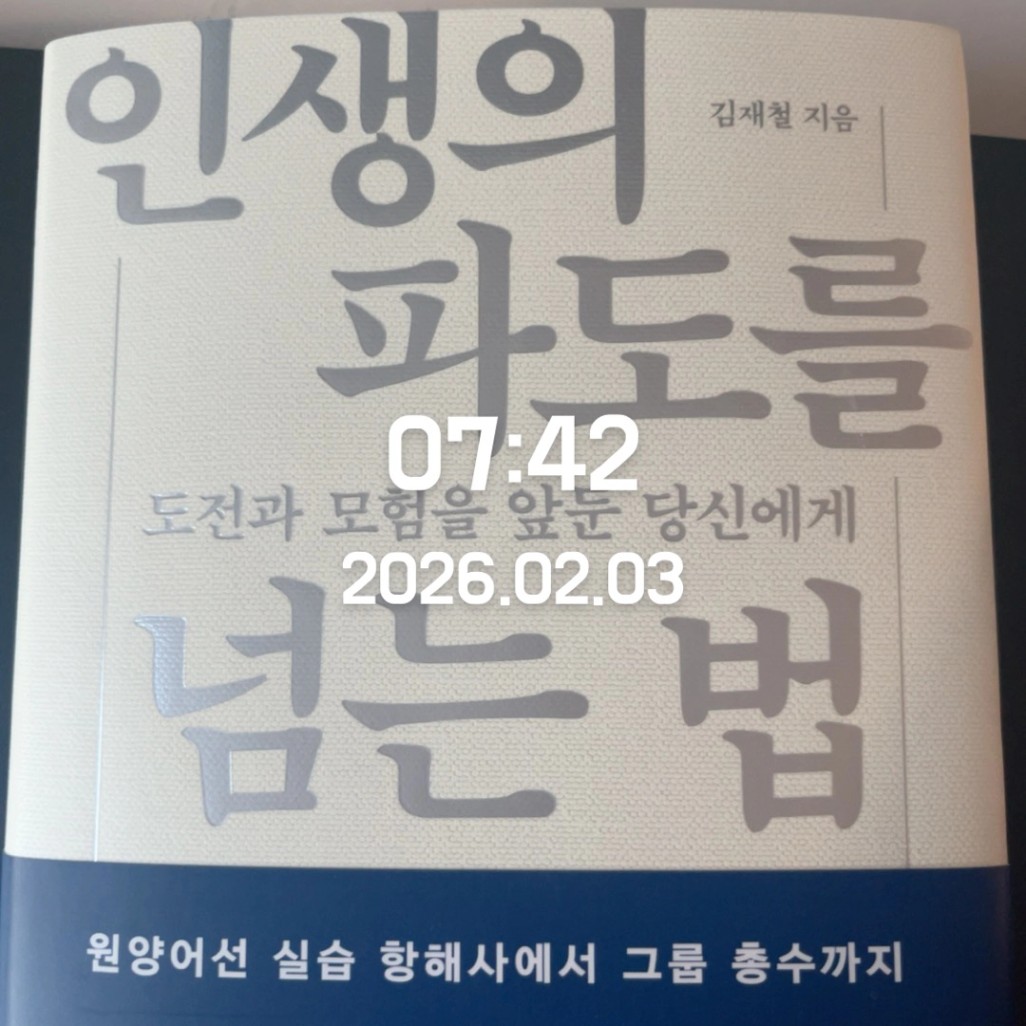 인생의
김재철 지음
파도를
07:42
도전과 모험을 앞둔 당신에게
2026.02.03
넘는 법
원양어선 실습 항해사에서 그룹 총수까지